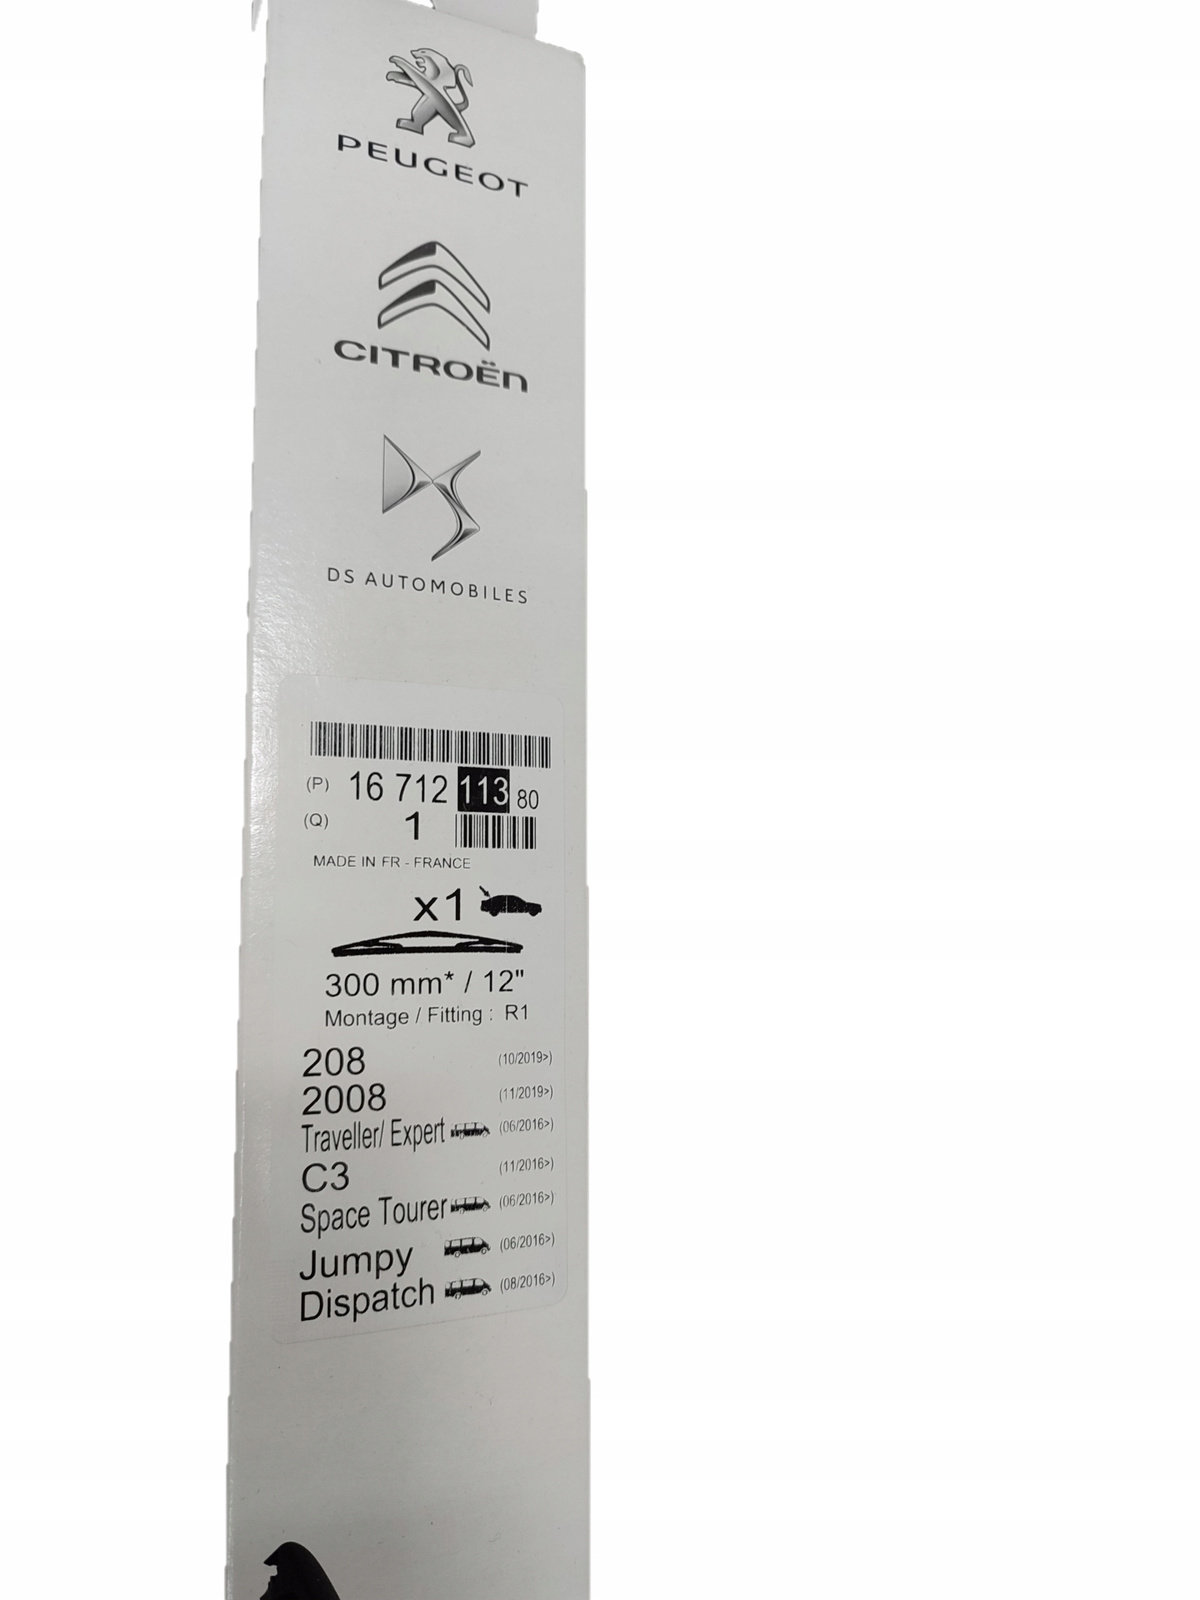 PEUGEOT
CITROËN
DS AUTOMOBILES
(P) 16 712 113 80
(Q) 1
MADE IN FR - FRANCE
x1
300 mm* / 12"
Montage / Fitting : R1
208 (10/2019>)
2008 (11/2019>)
Traveller/ Expert (06/2016>)
C3 (11/2016>)
Space Tourer (06/2016>)
Jumpy (06/2016>)
Dispatch (08/2016>)